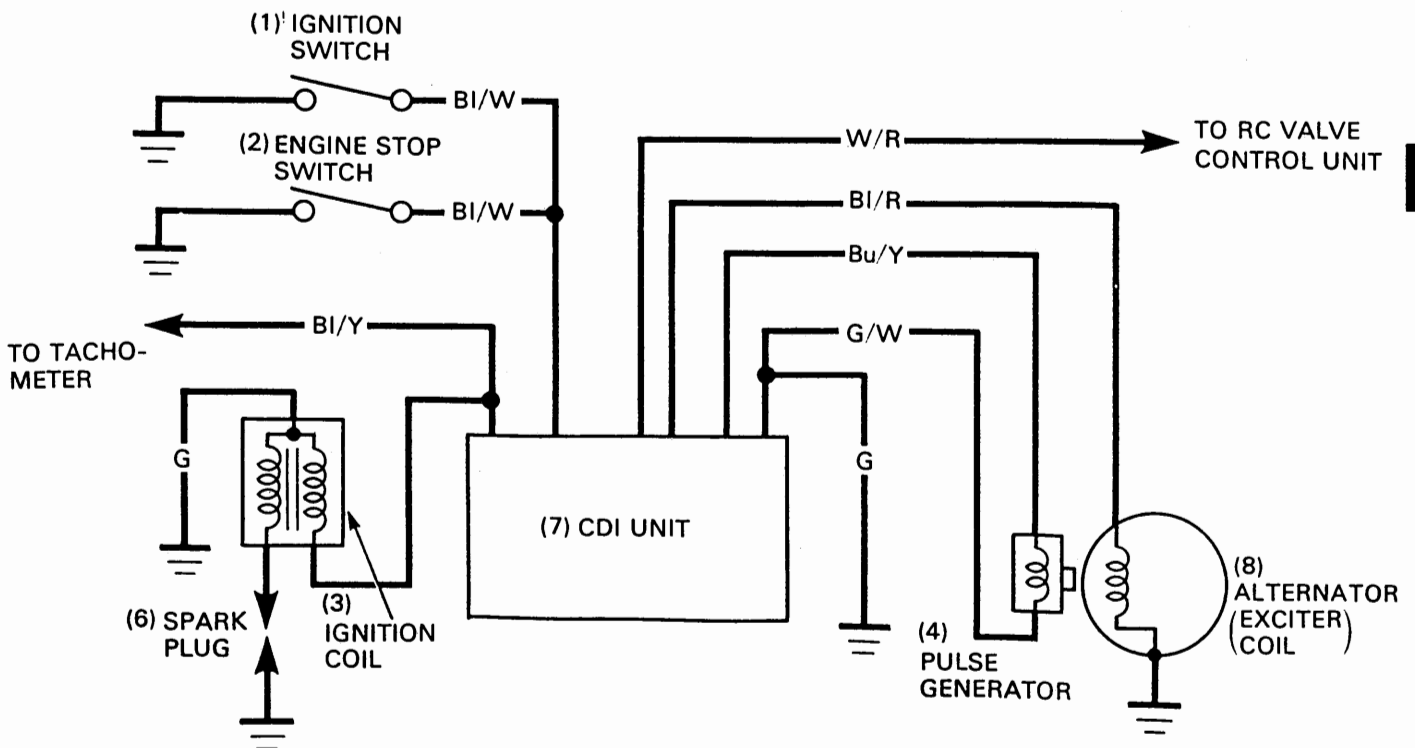 (1) IGNITION
SWITCH
Bl/W
(2) ENGINE STOP
SWITCH
Bl/W
W/R
TO RC VALVE
CONTROL UNIT
Bl/R
Bu/Y
G/W
Bl/Y
TO TACHO-
METER
G
G
(7) CDI UNIT
(3)
IGNITION
COIL
(6) SPARK
PLUG
(4)
PULSE
GENERATOR
(8)
ALTERNATOR
(EXCITER)
(COIL)